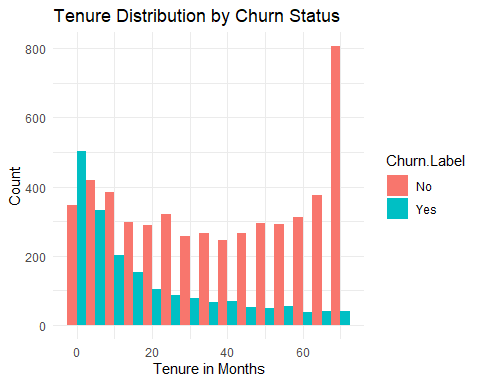 Tenure Distribution by Churn Status
800
600
400
200
0
Count
0 20 40 60
Tenure in Months
Churn.Label
No
Yes